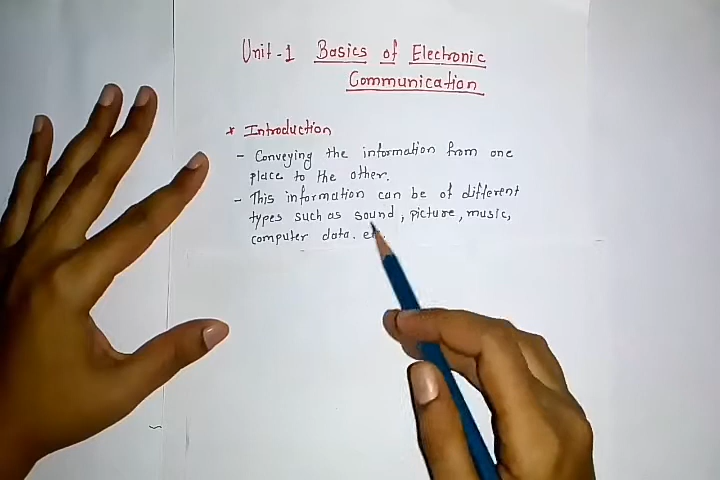 Unit-1 Basics of Electronic
Communication
* Introduction
- Conveying the information from one
place to the other.
- This information can be of different
types such as sound, picture, music,
computer data.